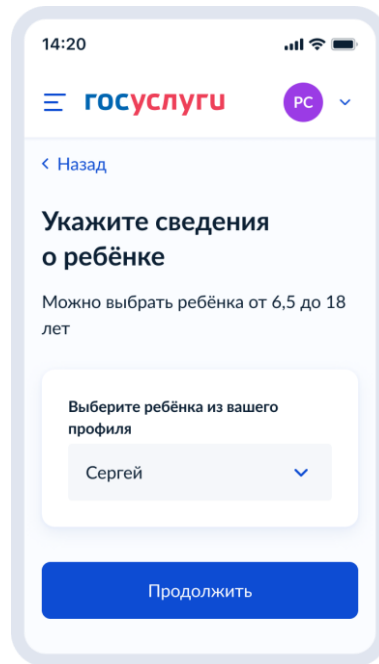 14:20
госуслуги
РС
Назад
Укажите сведения
о ребёнке
Можно выбрать ребёнка от 6,5 до 18
лет
Выберите ребёнка из вашего
профиля
Сергей
Продолжить